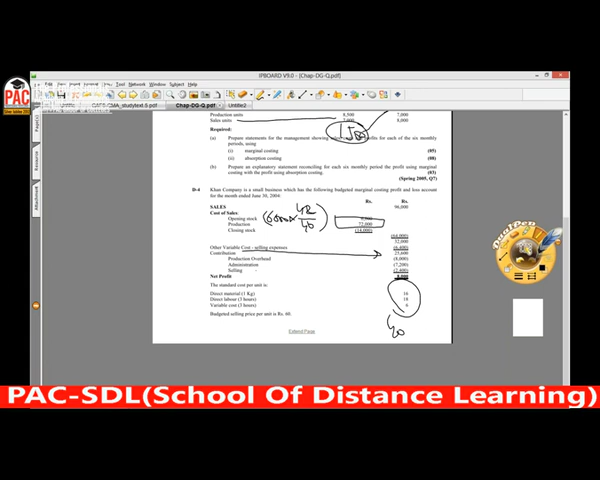 IPBOARD V9.0 - [Chap-DG-Q.pdf]
Tool Network Window Subject Help
PAC
CAF5-CMA_studytext.5.pdf Chap-DG-Q.pdf Untitle2
Production units 8,500 7,000
Sales units 7,000 8,000
Required:
(a) Prepare statements for the management showing profits for each of the six monthly
periods, using
(i) marginal costing (05)
(ii) absorption costing (08)
(b) Prepare an explanatory statement reconciling for each six monthly period the profit using marginal
costing with the profit using absorption costing. (03)
(Spring 2005, Q7)
D-4 Khan Company is a small business which has the following budgeted marginal costing profit and loss account
for the month ended June 30, 2004:
Rs. Rs.
SALES 96,000
Cost of Sales
Opening stock
Production 72,000
Closing stock (14,000)
(64,000)
32,000
Other Variable Cost - selling expenses (6,400)
Contribution 25,600
Production Overhead (8,000)
Administration (7,200)
Selling (2,400)
Net Profit 8,000
The standard cost per unit is:
Direct material (1 Kg) 16
Direct labour (3 hours) 18
Variable cost (3 hours) 6
Budgeted selling price per unit is Rs. 60.
40
Extend Page
PAC-SDL(School Of Distance Learning)